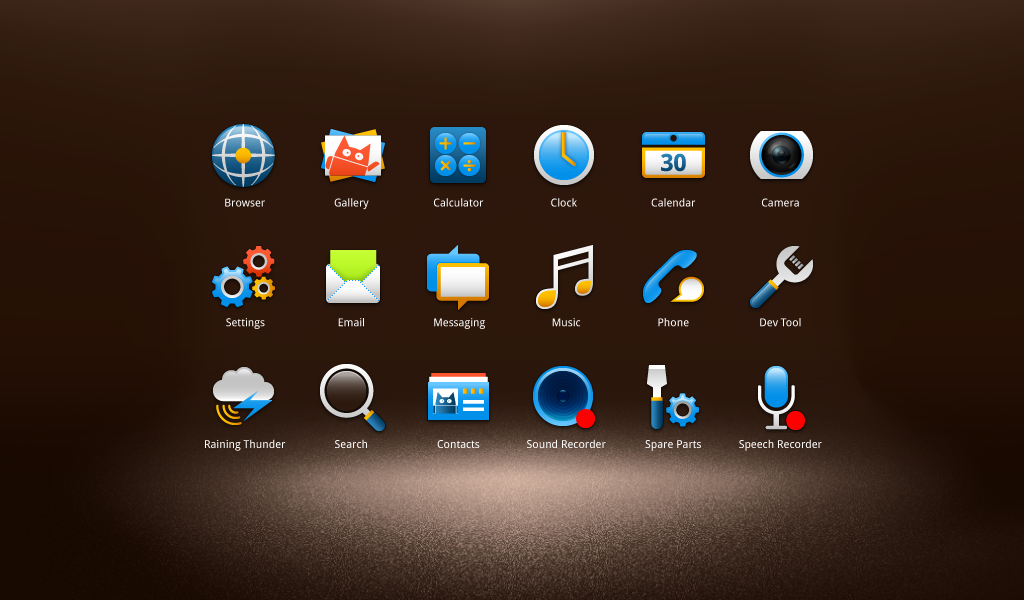 30
Browser
Gallery
Calculator
Clock
Calendar
Camera
Settings
Email
Messaging
Music
Phone
Dev Tool
Raining Thunder
Search
Contacts
Sound Recorder
Spare Parts
Speech Recorder